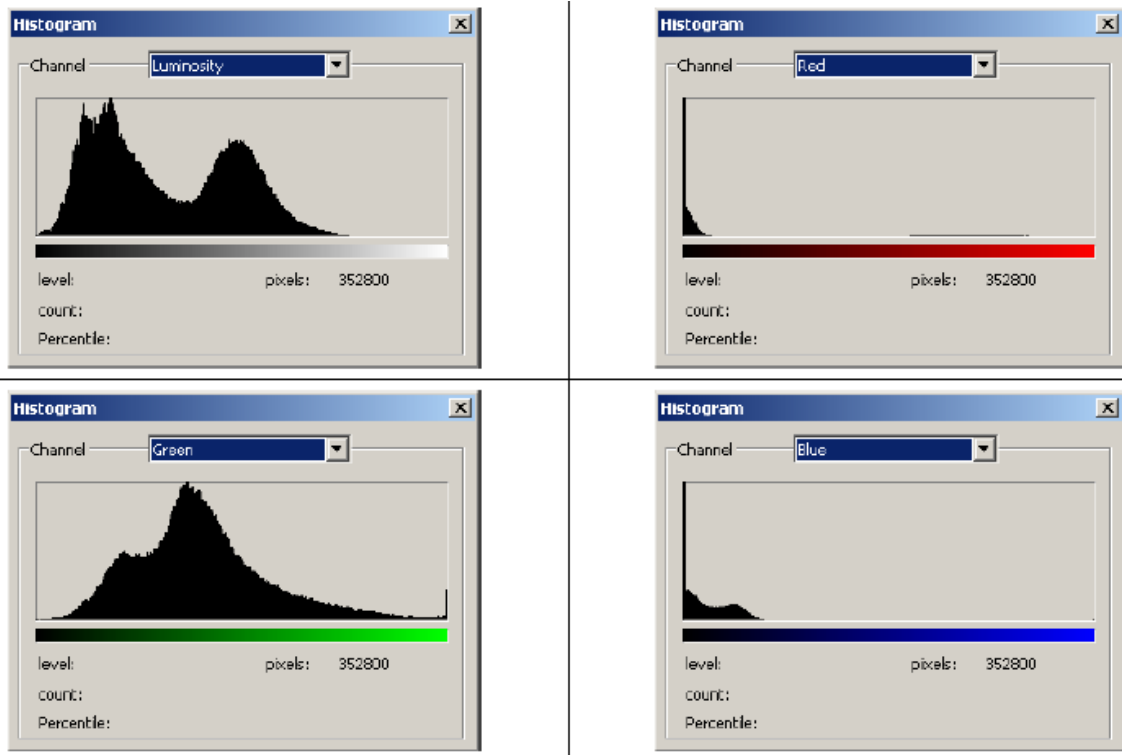 Histogram
Channel Luminosity
level: pixels: 352800
count:
Percentile:
Histogram
Channel Red
level: pixels: 352800
count:
Percentile:
Histogram
Channel Green
level: pixels: 352800
count:
Percentile:
Histogram
Channel Blue
level: pixels: 352800
count:
Percentile: